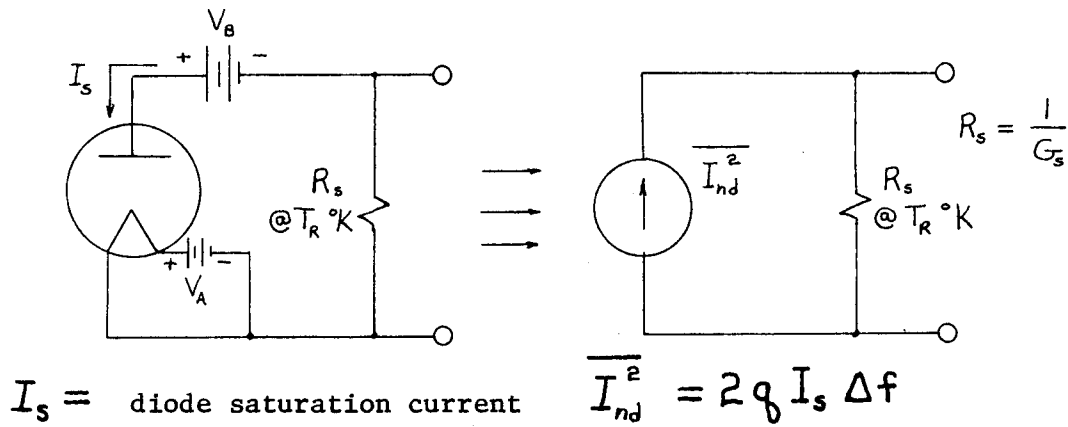 V_B
+ −
I_s
R_s
@ T_R °K
+ −
V_A
I_nd²
R_s
@ T_R °K
R_s = 1/G_s
I_s = diode saturation current
I_nd² = 2q I_s Δf